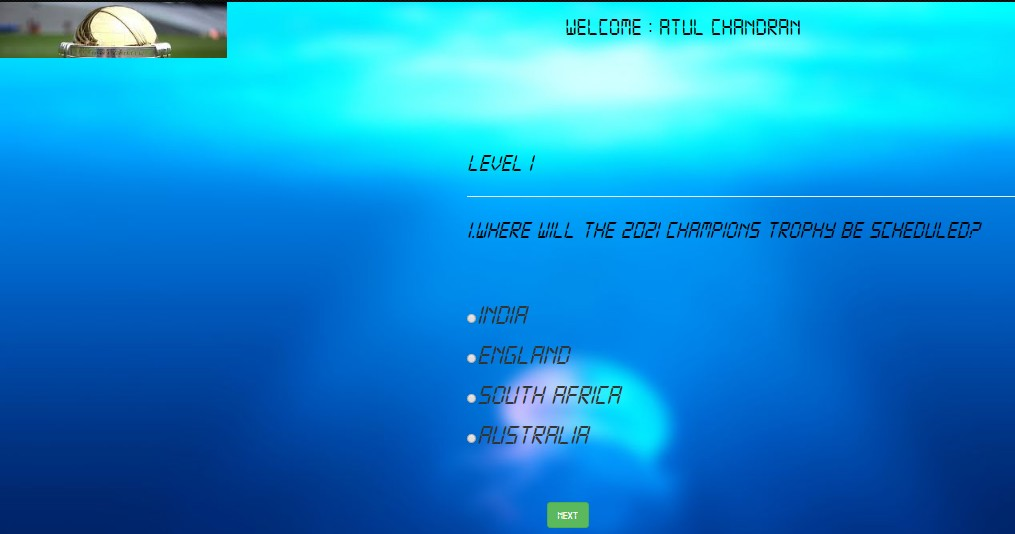 WELCOME : ATUL CHANDRAN
LEVEL 1
1.WHERE WILL THE 2021 CHAMPIONS TROPHY BE SCHEDULED?
INDIA
ENGLAND
SOUTH AFRICA
AUSTRALIA
NEXT